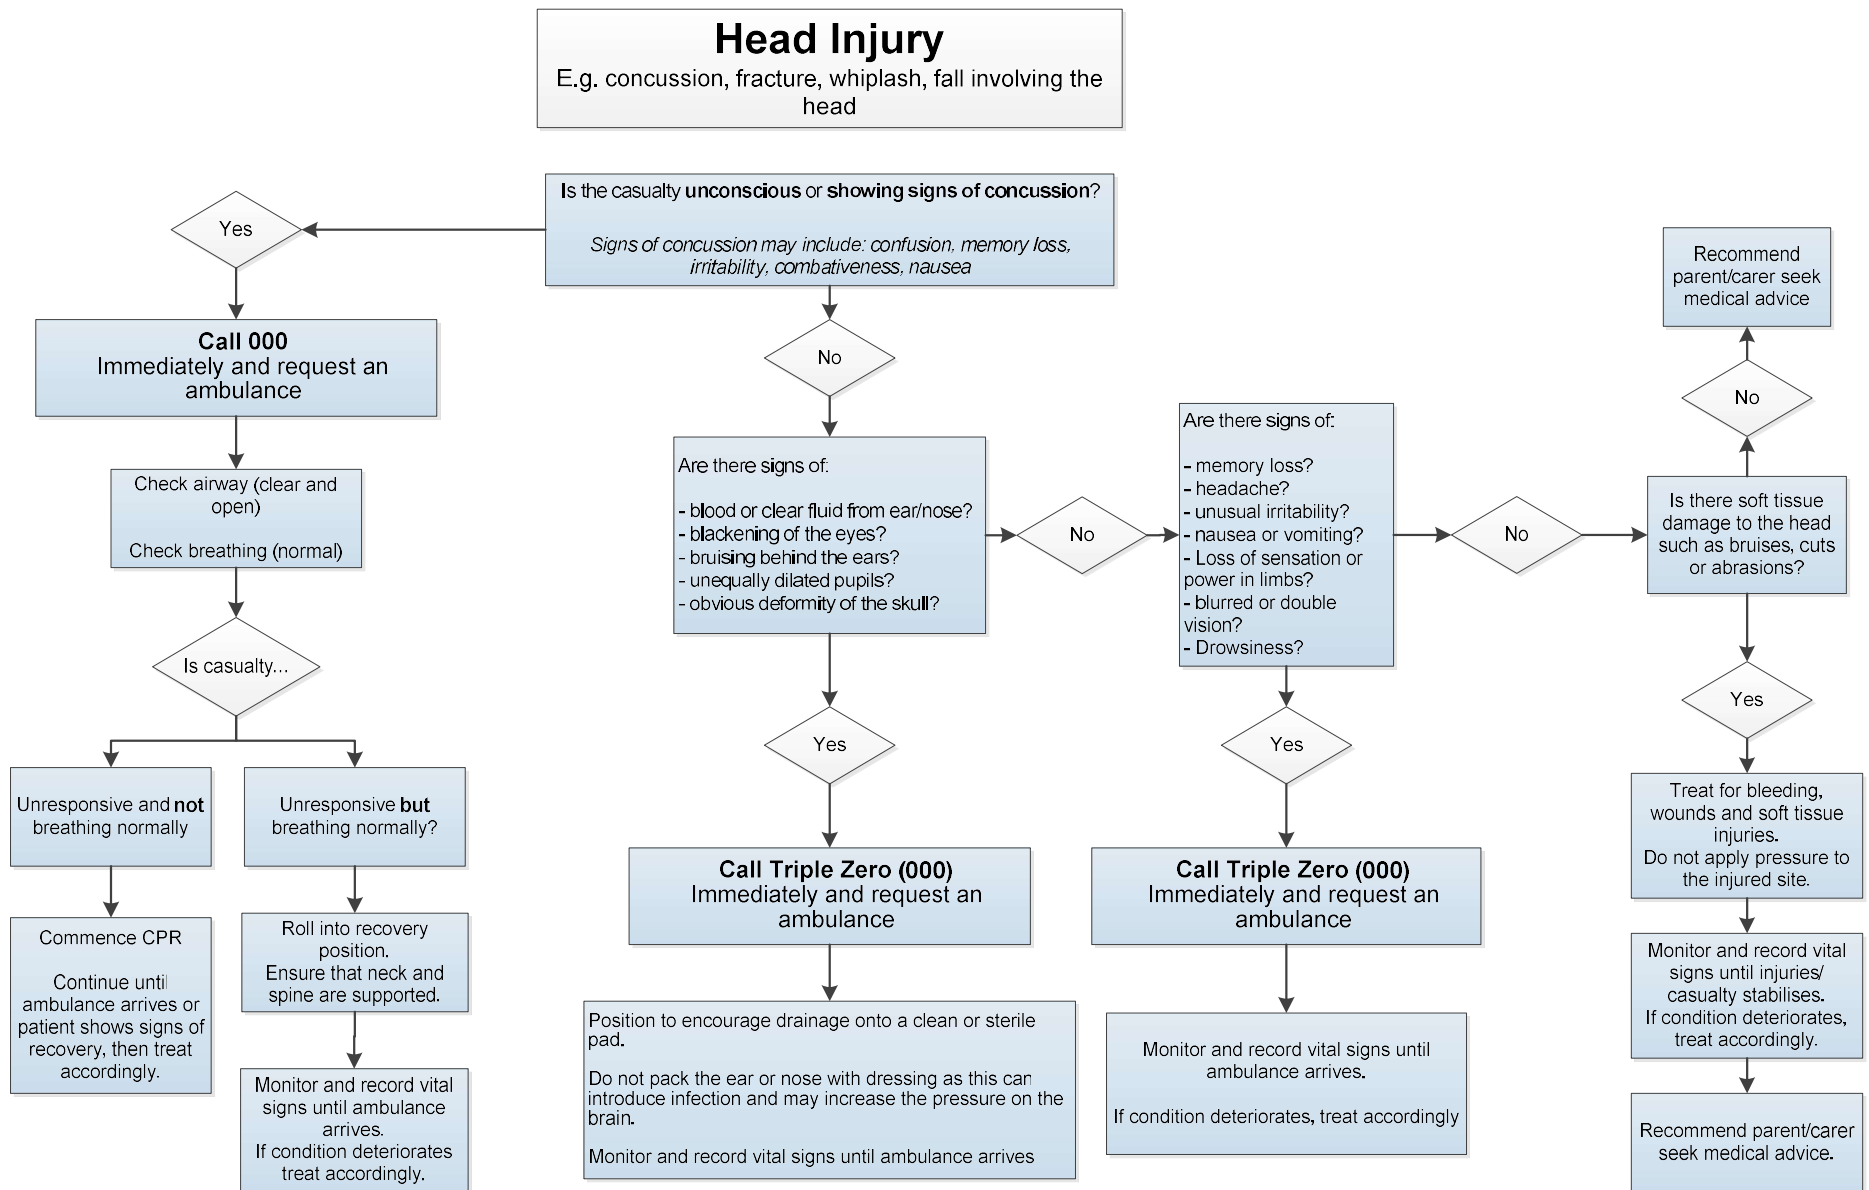 Head Injury
E.g. concussion, fracture, whiplash, fall involving the
head
Is the casualty unconscious or showing signs of concussion?
Signs of concussion may include: confusion, memory loss,
irritability, combativeness, nausea
Yes
Call 000
Immediately and request an
ambulance
Check airway (clear and
open)
Check breathing (normal)
Is casualty...
Unresponsive and not
breathing normally
Commence CPR
Continue until
ambulance arrives or
patient shows signs of
recovery, then treat
accordingly.
Unresponsive but
breathing normally?
Roll into recovery
position.
Ensure that neck and
spine are supported.
Monitor and record vital
signs until ambulance
arrives.
If condition deteriorates
treat accordingly.
No
Are there signs of:
- blood or clear fluid from ear/nose?
- blackening of the eyes?
- bruising behind the ears?
- unequally dilated pupils?
- obvious deformity of the skull?
Yes
Call Triple Zero (000)
Immediately and request an
ambulance
Position to encourage drainage onto a clean or sterile
pad.
Do not pack the ear or nose with dressing as this can
introduce infection and may increase the pressure on the
brain.
Monitor and record vital signs until ambulance arrives
No
Are there signs of:
- memory loss?
- headache?
- unusual irritability?
- nausea or vomiting?
- Loss of sensation or
power in limbs?
- blurred or double
vision?
- Drowsiness?
Yes
Call Triple Zero (000)
Immediately and request an
ambulance
Monitor and record vital signs until
ambulance arrives.
If condition deteriorates, treat accordingly
No
Is there soft tissue
damage to the head
such as bruises, cuts
or abrasions?
No
Recommend
parent/carer seek
medical advice
Yes
Treat for bleeding,
wounds and soft tissue
injuries.
Do not apply pressure to
the injured site.
Monitor and record vital
signs until injuries/
casualty stabilises.
If condition deteriorates,
treat accordingly.
Recommend parent/carer
seek medical advice.